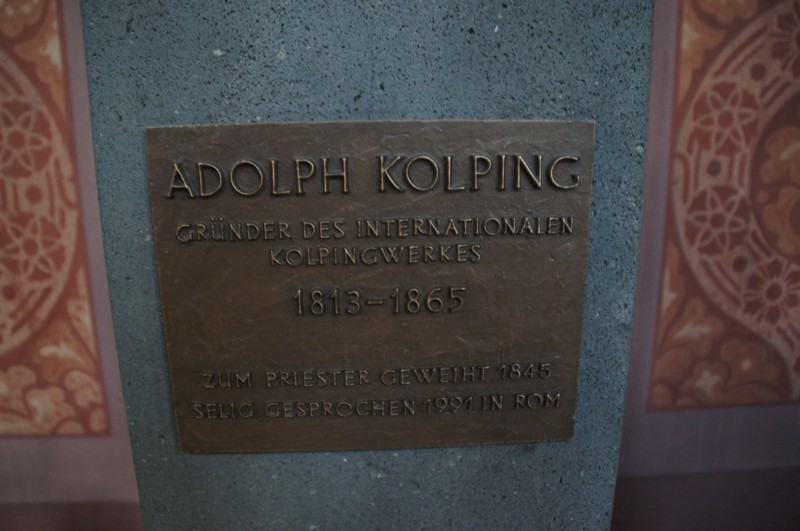 ADOLPH KOLPING
GRÜNDER DES INTERNATIONALEN
KOLPINGWERKES
1813–1865
ZUM PRIESTER GEWEIHT 1845
SELIG GESPROCHEN 1991 IN ROM